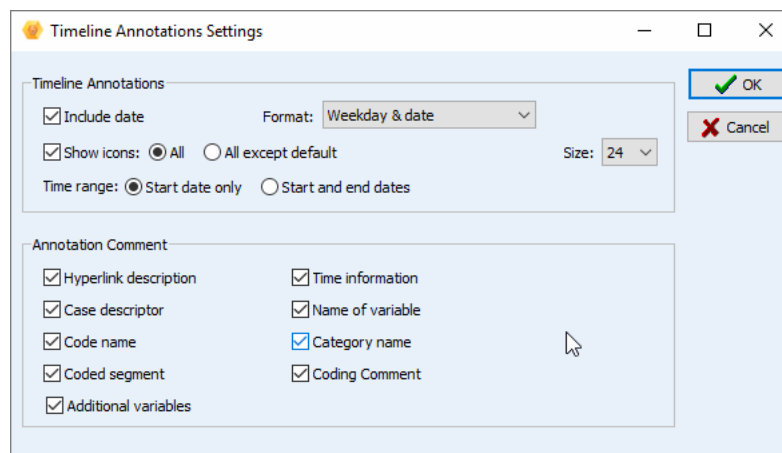 Timeline Annotations Settings
Timeline Annotations
Include date Format: Weekday & date
Show icons: All All except default Size: 24
Time range: Start date only Start and end dates
OK
Cancel
Annotation Comment
Hyperlink description Time information
Case descriptor Name of variable
Code name Category name
Coded segment Coding Comment
Additional variables